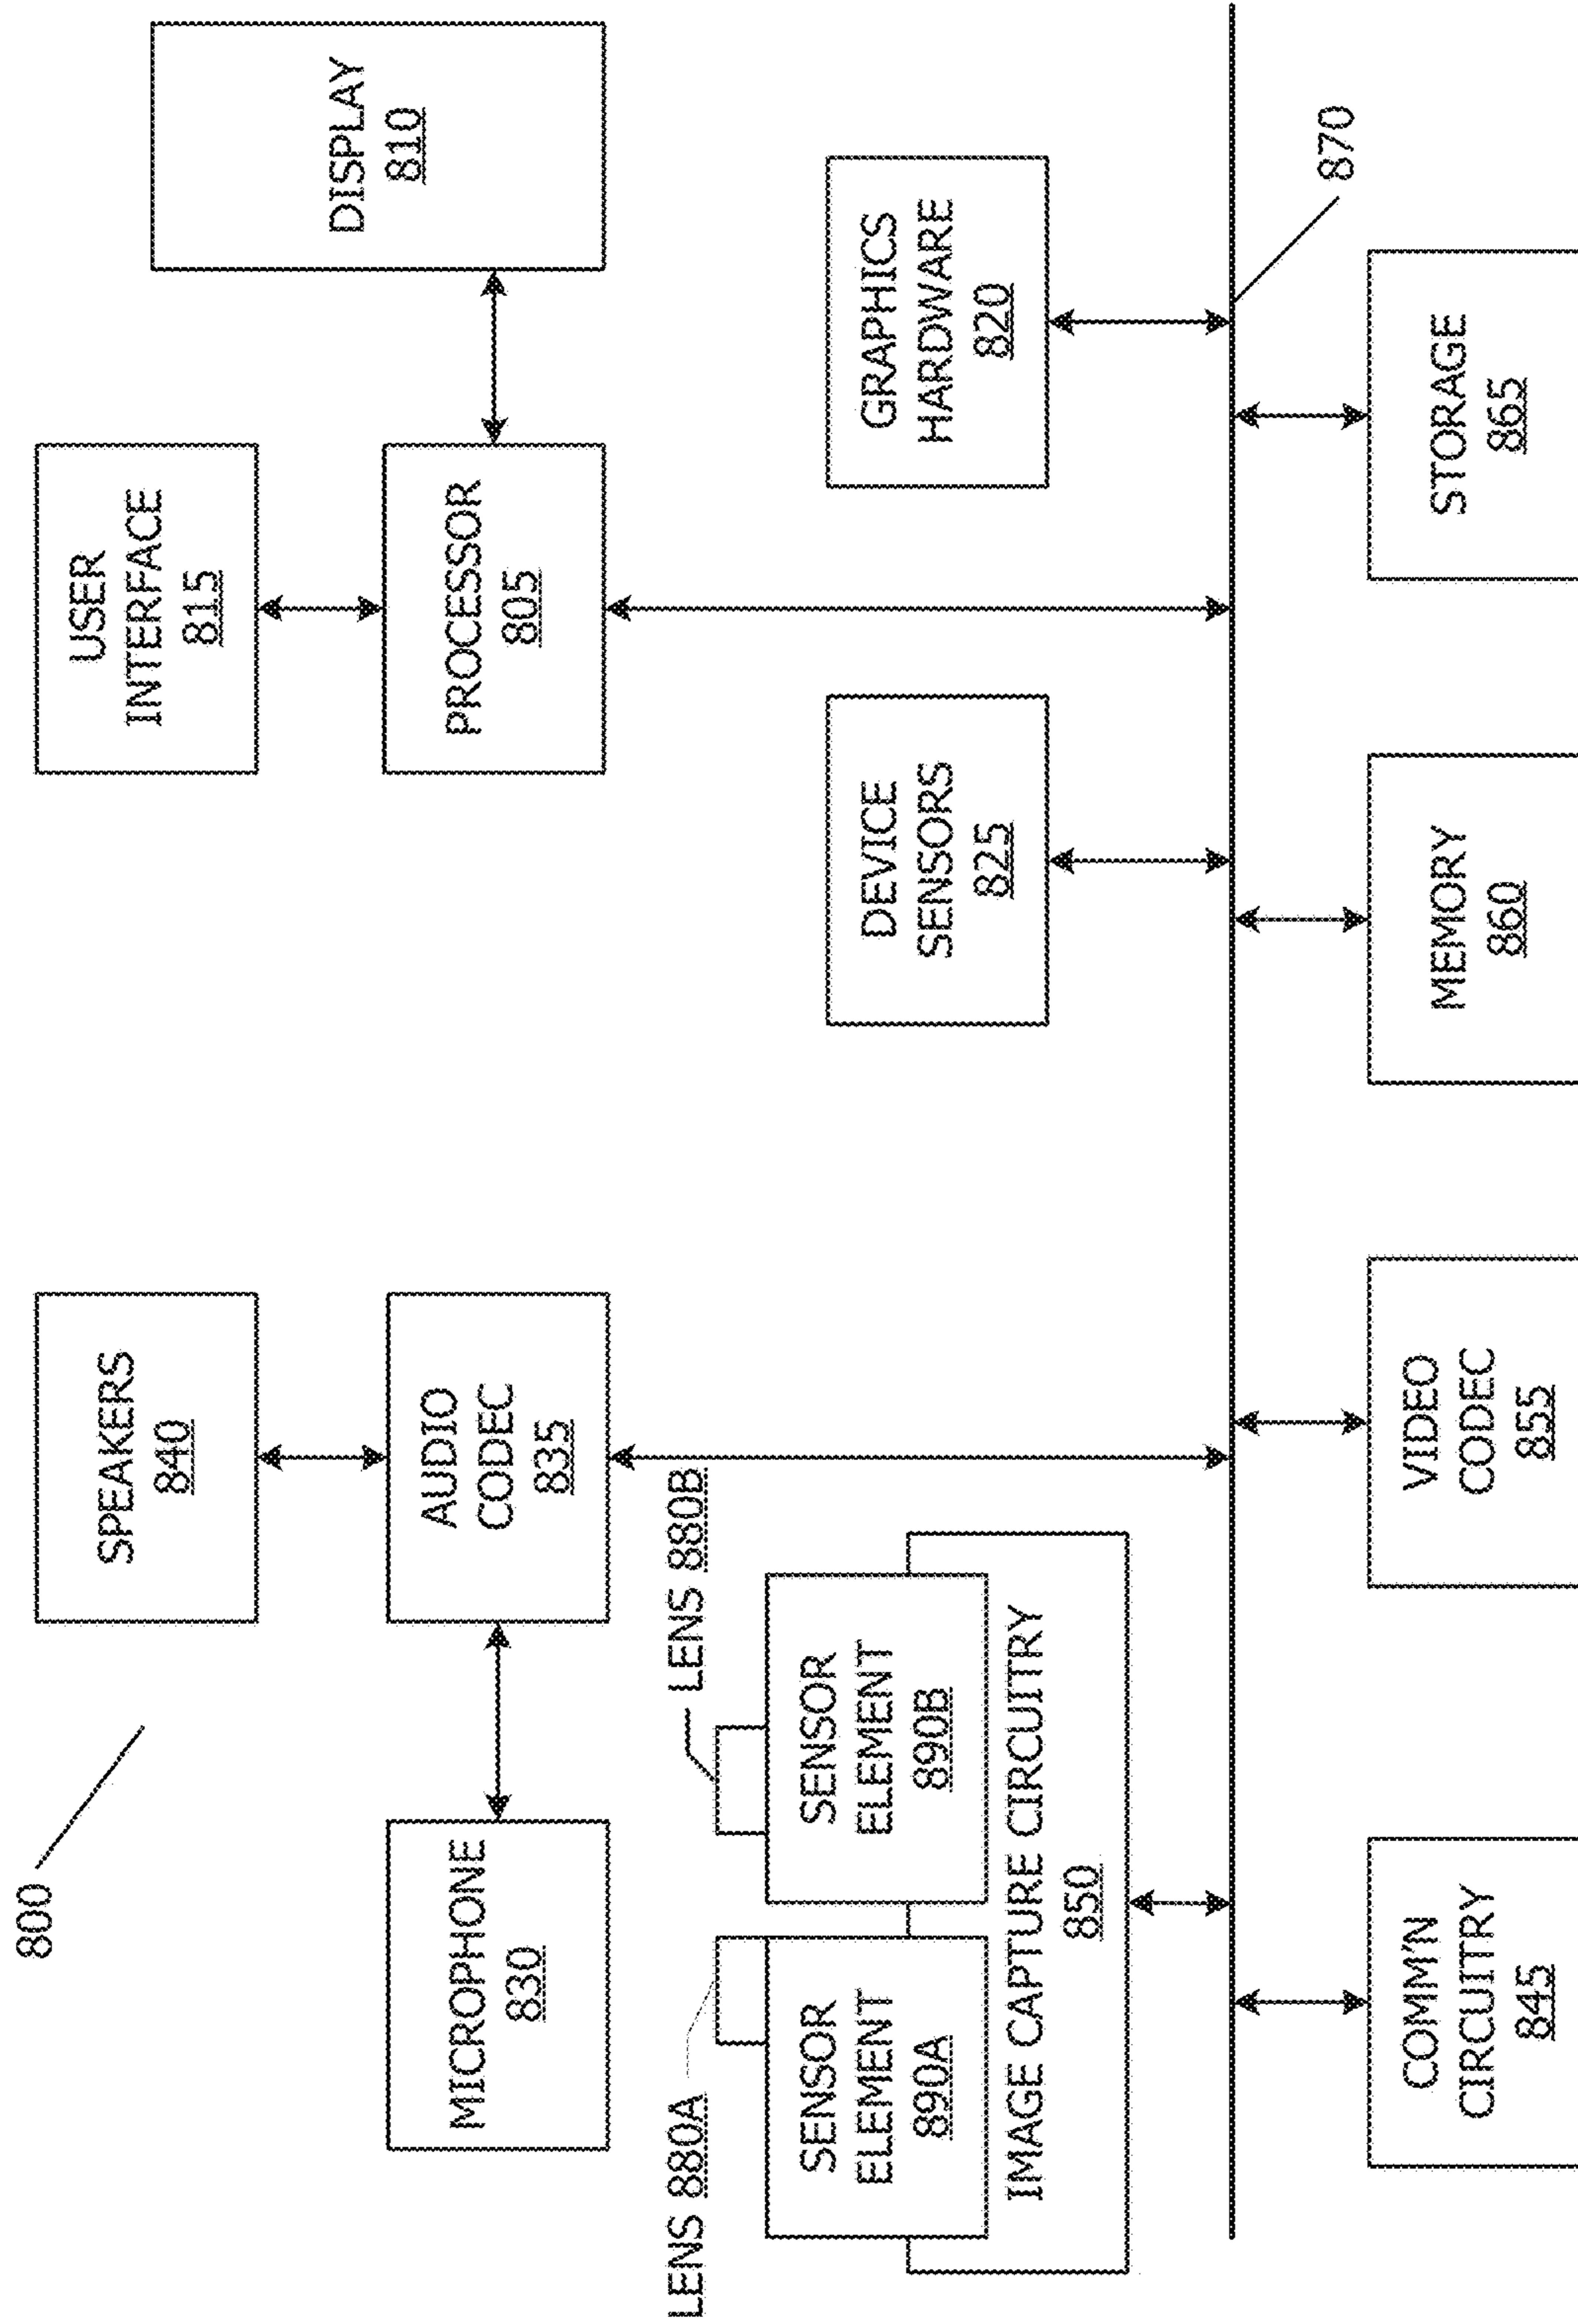 800
SPEAKERS
840
USER
INTERFACE
815
MICROPHONE
830
AUDIO
CODEC
835
PROCESSOR
805
DISPLAY
810
LENS 880A
LENS 880B
SENSOR
ELEMENT
890A
SENSOR
ELEMENT
890B
IMAGE CAPTURE CIRCUITRY
850
DEVICE
SENSORS
825
GRAPHICS
HARDWARE
820
870
COMM'N
CIRCUITRY
845
VIDEO
CODEC
855
MEMORY
860
STORAGE
865